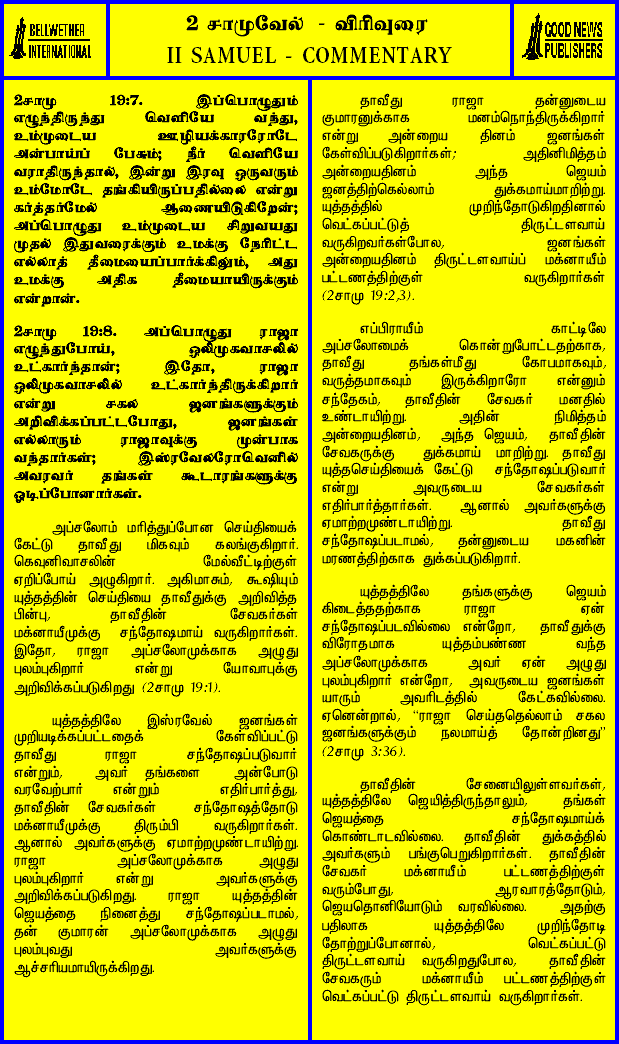 BELLWETHER
INTERNATIONAL
2 சாமுவேல் - விரிவுரை
II SAMUEL - COMMENTARY
GOOD NEWS
PUBLISHERS
2சாமு 19:7. இப்பொழுதும்
எழுந்திருந்து வெளியே வந்து,
உம்முடைய ஊழியக்காரரோடே
அன்பாய்ப் பேசும்; நீர் வெளியே
வராதிருந்தால், இன்று இரவு ஒருவரும்
உம்மோடே தங்கியிருப்பதில்லை என்று
கர்த்தர்மேல் ஆணையிடுகிறேன்;
அப்பொழுது உம்முடைய சிறுவயது
முதல் இதுவரைக்கும் உமக்கு நேரிட்ட
எல்லாத் தீமையைப்பார்க்கிலும், அது
உமக்கு அதிக தீமையாயிருக்கும்
என்றான்.
2சாமு 19:8. அப்பொழுது ராஜா
எழுந்துபோய், ஒலிமுகவாசலில்
உட்கார்ந்தான்; இதோ, ராஜா
ஒலிமுகவாசலில் உட்கார்ந்திருக்கிறார்
என்று சகல ஜனங்களுக்கும்
அறிவிக்கப்பட்டபோது, ஜனங்கள்
எல்லாரும் ராஜாவுக்கு முன்பாக
வந்தார்கள்; இஸ்ரவேலரோவெனில்
அவரவர் தங்கள் கூடாரங்களுக்கு
ஓடிப்போனார்கள்.
அப்சலோம் மரித்துப்போன செய்தியைக்
கேட்டு தாவீது மிகவும் கலங்குகிறார்.
கெவுனிவாசலின் மேல்வீட்டிற்குள்
ஏறிப்போய் அழுகிறார். அகிமாசும், கூஷியும்
யுத்தத்தின் செய்தியை தாவீதுக்கு அறிவித்த
பின்பு, தாவீதின் சேவகர்கள்
மக்னாயீமுக்கு சந்தோஷமாய் வருகிறார்கள்.
இதோ, ராஜா அப்சலோமுக்காக அழுது
புலம்புகிறார் என்று யோவாபுக்கு
அறிவிக்கப்படுகிறது (2சாமு 19:1).
யுத்தத்திலே இஸ்ரவேல் ஜனங்கள்
முறியடிக்கப்பட்டதைக் கேள்விப்பட்டு
தாவீது ராஜா சந்தோஷப்படுவார்
என்றும், அவர் தங்களை அன்போடு
வரவேற்பார் என்றும் எதிர்பார்த்து,
தாவீதின் சேவகர்கள் சந்தோஷத்தோடு
மக்னாயீமுக்கு திரும்பி வருகிறார்கள்.
ஆனால் அவர்களுக்கு ஏமாற்றமுண்டாயிற்று.
ராஜா அப்சலோமுக்காக அழுது
புலம்புகிறார் என்று அவர்களுக்கு
அறிவிக்கப்படுகிறது. ராஜா யுத்தத்தின்
ஜெயத்தை நினைத்து சந்தோஷப்படாமல்,
தன் குமாரன் அப்சலோமுக்காக அழுது
புலம்புவது அவர்களுக்கு
ஆச்சரியமாயிருக்கிறது.
தாவீது ராஜா தன்னுடைய
குமாரனுக்காக மனம்நொந்திருக்கிறார்
என்று அன்றைய தினம் ஜனங்கள்
கேள்விப்படுகிறார்கள்; அதினிமித்தம்
அன்றையதினம் அந்த ஜெயம்
ஜனத்திற்கெல்லாம் துக்கமாய்மாறிற்று.
யுத்தத்தில் முறிந்தோடுகிறதினால்
வெட்கப்பட்டுத் திருட்டளவாய்
வருகிறவர்கள்போல, ஜனங்கள்
அன்றையதினம் திருட்டளவாய்ப் மக்னாயீம்
பட்டணத்திற்குள் வருகிறார்கள்
(2சாமு 19:2,3).
எப்பிராயீம் காட்டிலே
அப்சலோமைக் கொன்றுபோட்டதற்காக,
தாவீது தங்கள்மீது கோபமாகவும்,
வருத்தமாகவும் இருக்கிறாரோ என்னும்
சந்தேகம், தாவீதின் சேவகர் மனதில்
உண்டாயிற்று. அதின் நிமித்தம்
அன்றையதினம், அந்த ஜெயம், தாவீதின்
சேவகருக்கு துக்கமாய் மாறிற்று. தாவீது
யுத்தசெய்தியைக் கேட்டு சந்தோஷப்படுவார்
என்று அவருடைய சேவகர்கள்
எதிர்பார்த்தார்கள். ஆனால் அவர்களுக்கு
ஏமாற்றமுண்டாயிற்று. தாவீது
சந்தோஷப்படாமல், தன்னுடைய மகனின்
மரணத்திற்காக துக்கப்படுகிறார்.
யுத்தத்திலே தங்களுக்கு ஜெயம்
கிடைத்ததற்காக ராஜா ஏன்
சந்தோஷப்படவில்லை என்றோ, தாவீதுக்கு
விரோதமாக யுத்தம்பண்ண வந்த
அப்சலோமுக்காக அவர் ஏன் அழுது
புலம்புகிறார் என்றோ, அவருடைய ஜனங்கள்
யாரும் அவரிடத்தில் கேட்கவில்லை.
ஏனென்றால், “ராஜா செய்ததெல்லாம் சகல
ஜனங்களுக்கும் நலமாய்த் தோன்றினது”
(2சாமு 3:36).
தாவீதின் சேனையிலுள்ளவர்கள்,
யுத்தத்திலே ஜெயித்திருந்தாலும், தங்கள்
ஜெயத்தை சந்தோஷமாய்க்
கொண்டாடவில்லை. தாவீதின் துக்கத்தில்
அவர்களும் பங்குபெறுகிறார்கள். தாவீதின்
சேவகர் மக்னாயீம் பட்டணத்திற்குள்
வரும்போது, ஆரவாரத்தோடும்,
ஜெயதொனியோடும் வரவில்லை. அதற்கு
பதிலாக யுத்தத்திலே முறிந்தோடி
தோற்றுப்போனால், வெட்கப்பட்டு
திருட்டளவாய் வருகிறதுபோல, தாவீதின்
சேவகரும் மக்னாயீம் பட்டணத்திற்குள்
வெட்கப்பட்டு திருட்டளவாய் வருகிறார்கள்.